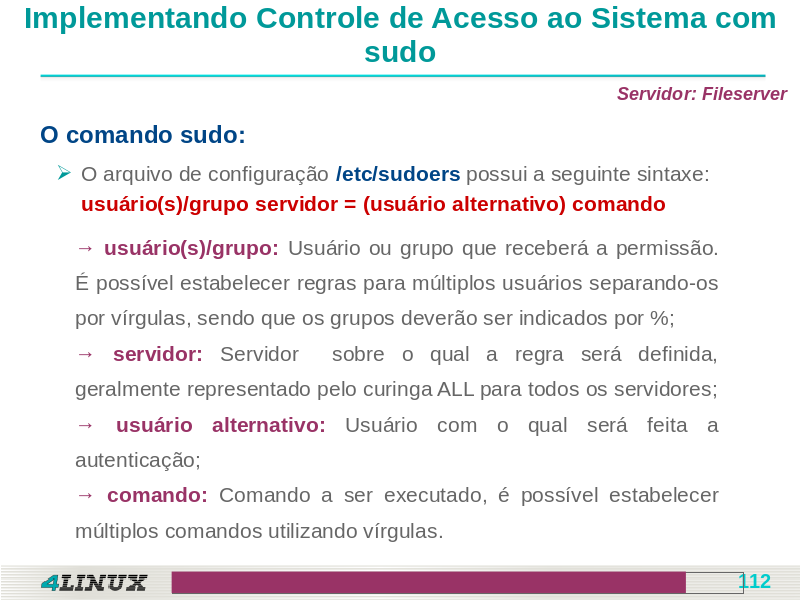 Implementando Controle de Acesso ao Sistema com
sudo
Servidor: Fileserver
O comando sudo:
➢ O arquivo de configuração /etc/sudoers possui a seguinte sintaxe:
usuário(s)/grupo servidor = (usuário alternativo) comando
→ usuário(s)/grupo: Usuário ou grupo que receberá a permissão.
É possível estabelecer regras para múltiplos usuários separando-os
por vírgulas, sendo que os grupos deverão ser indicados por %;
→ servidor: Servidor sobre o qual a regra será definida,
geralmente representado pelo curinga ALL para todos os servidores;
→ usuário alternativo: Usuário com o qual será feita a
autenticação;
→ comando: Comando a ser executado, é possível estabelecer
múltiplos comandos utilizando vírgulas.
4LINUX
112